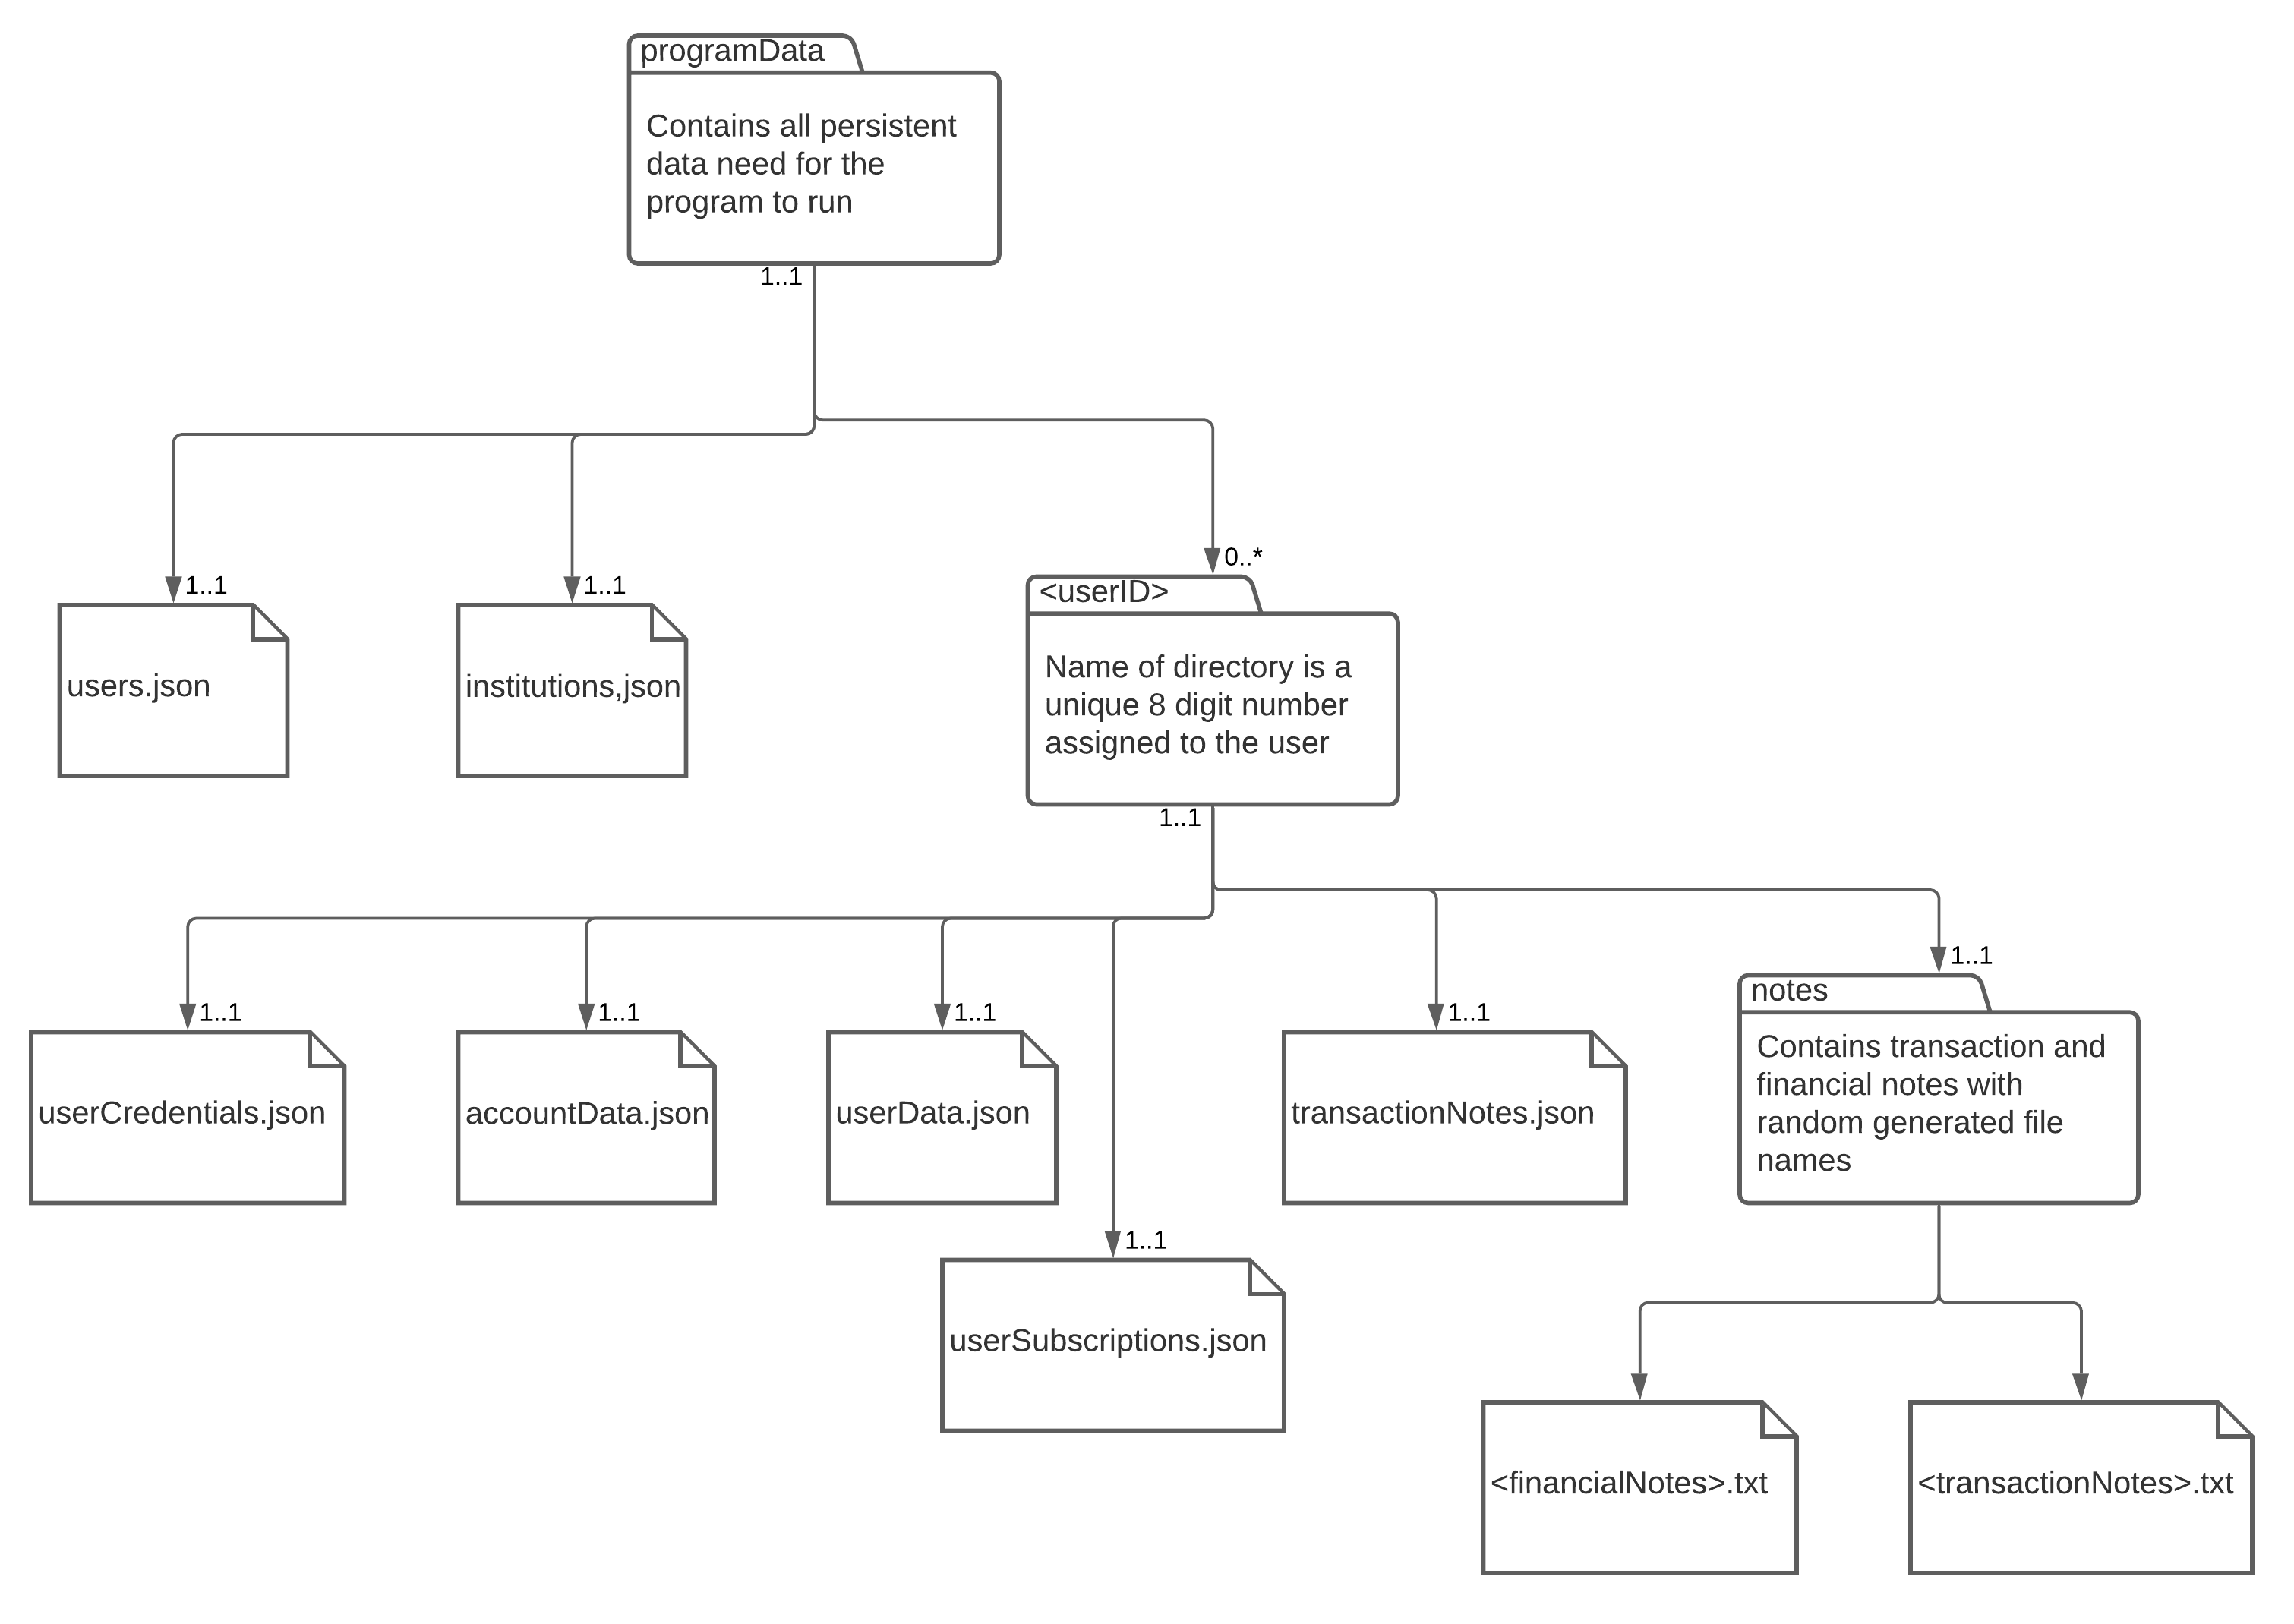 programData
Contains all persistent
data need for the
program to run
1..1
0..*
1..1
1..1
<userID>
users.json
institutions,json
Name of directory is a
unique 8 digit number
assigned to the user
1..1
1..1
notes
1..1
1..1
1..1
1..1
Contains transaction and
financial notes with
random generated file
names
userCredentials.json
accountData.json
userData.json
transactionNotes.json
1..1
userSubscriptions.json
<financialNotes>.txt
<transactionNotes>.txt